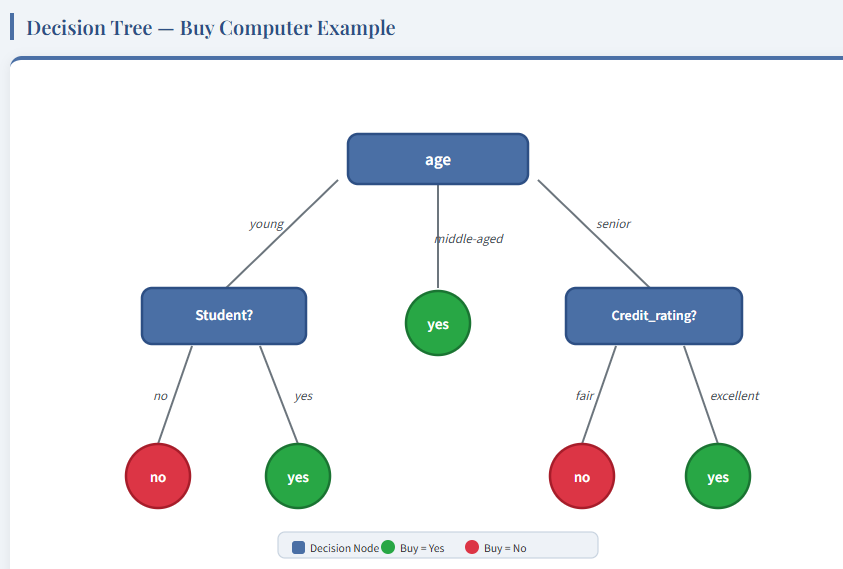 Decision Tree — Buy Computer Example
age
young
middle-aged
senior
Student?
yes
Credit_rating?
no
yes
fair
excellent
no
yes
no
yes
Decision Node
Buy = Yes
Buy = No